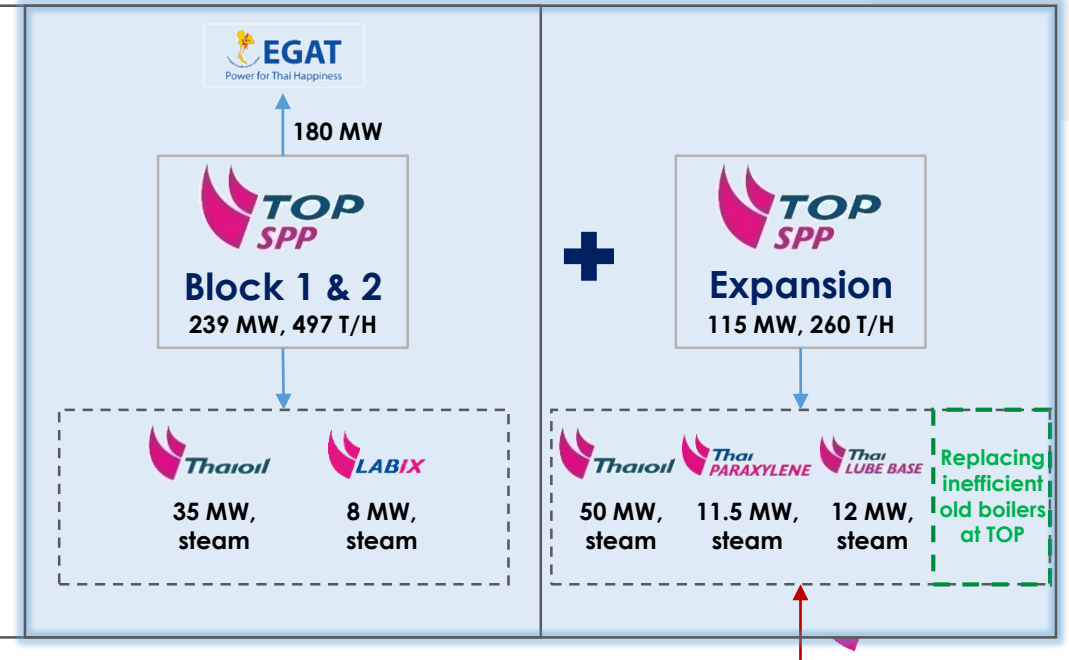 EGAT
Power for Thai Happiness
180 MW
TOP
SPP
Block 1 & 2
239 MW, 497 T/H
Thaioil
35 MW,
steam
LABIX
8 MW,
steam
TOP
SPP
Expansion
115 MW, 260 T/H
Thaioil
50 MW,
steam
Thai
PARAXYLENE
11.5 MW,
steam
Thai
LUBE BASE
12 MW,
steam
Replacing
inefficient
old boilers
at TOP